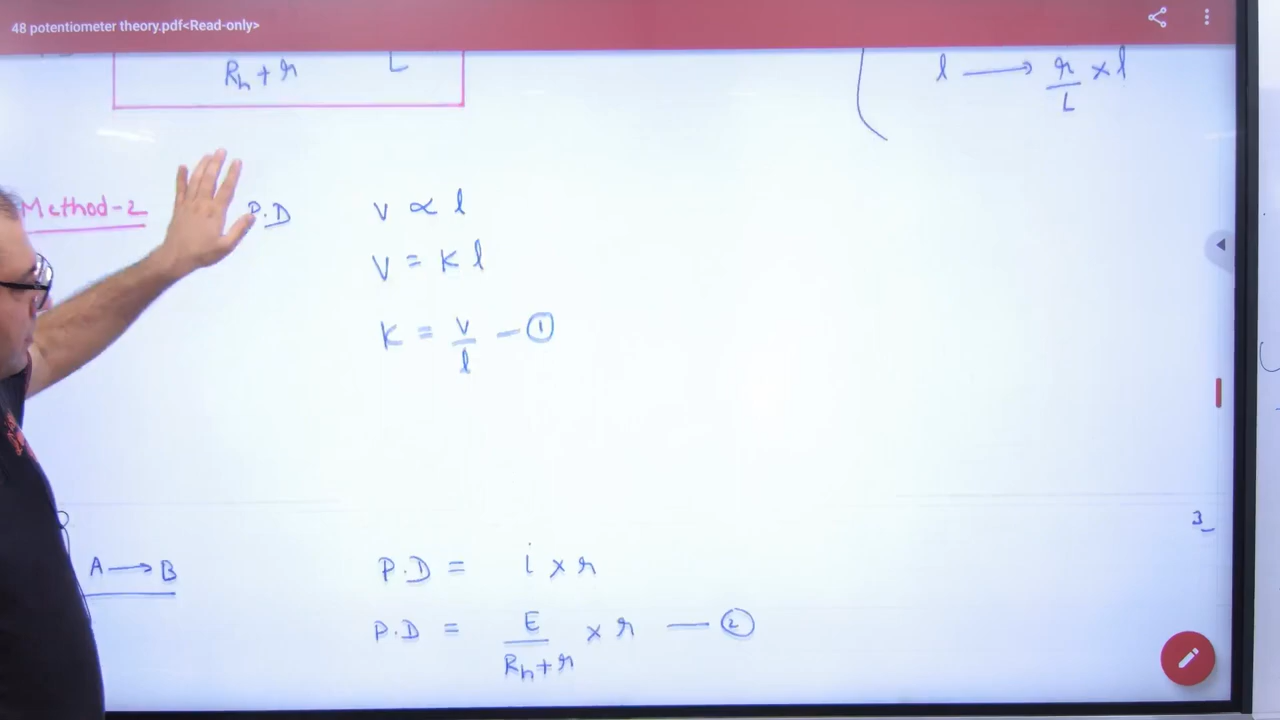 48 potentiometer theory.pdf<Read-only>
Rh + r L
l ⟶ r/L × l
Method-2 P.D V ∝ l
V = K l
K = V/l — ①
3
A ⟶ B P.D = i × r
P.D = E/(Rh + r) × r — ②